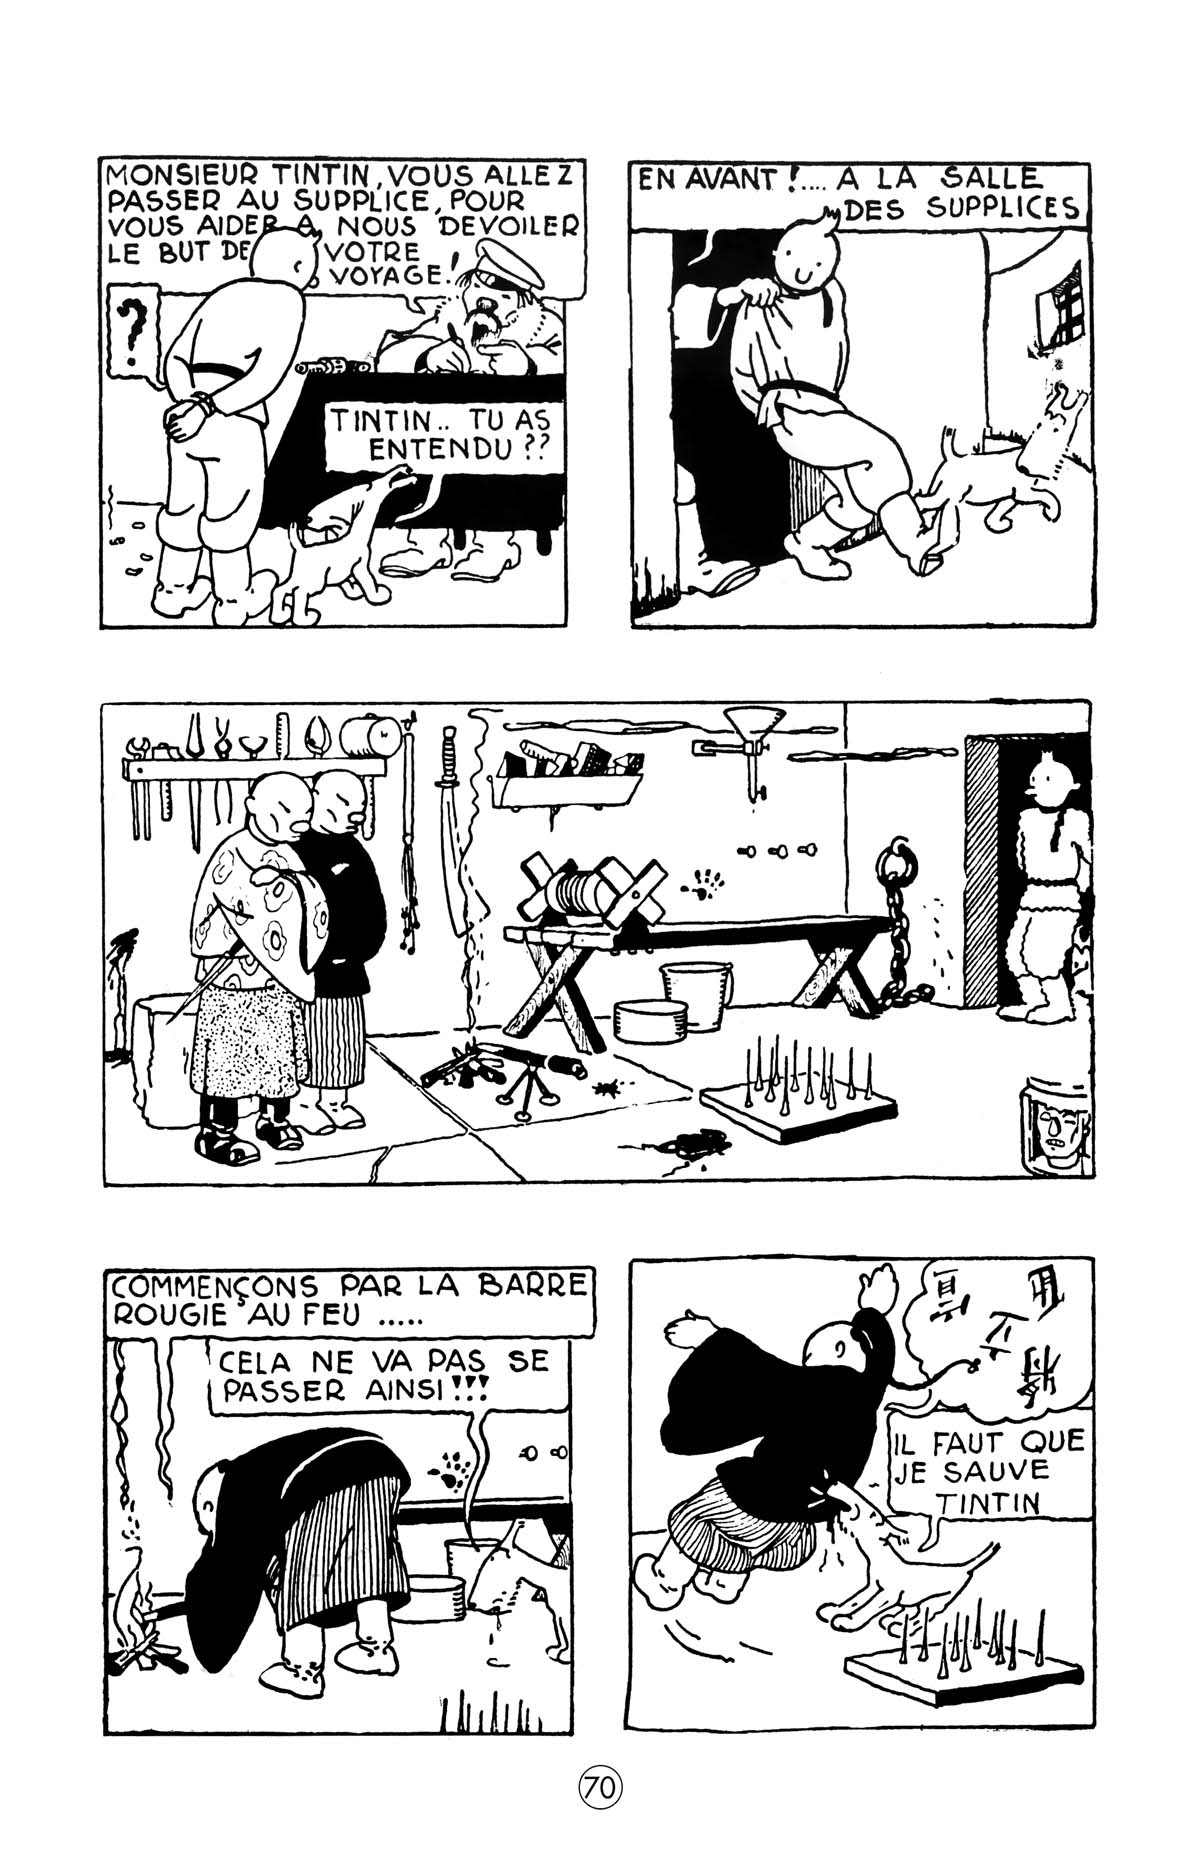 MONSIEUR TINTIN, VOUS ALLEZ
PASSER AU SUPPLICE, POUR
VOUS AIDER A NOUS DEVOILER
LE BUT DE VOTRE
VOYAGE!
?
TINTIN.. TU AS
ENTENDU ??
EN AVANT !.... A LA SALLE
DES SUPPLICES
COMMENÇONS PAR LA BARRE
ROUGIE AU FEU .....
CELA NE VA PAS SE
PASSER AINSI !!!
IL FAUT QUE
JE SAUVE
TINTIN
70